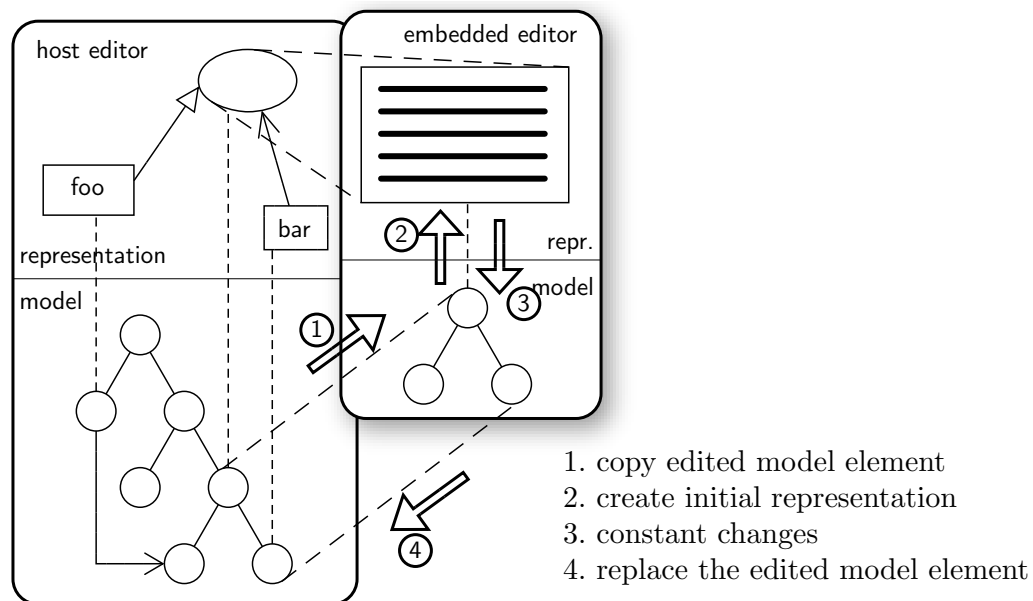 host editor
embedded editor
foo
bar
2
representation
repr.
model
model
3
1
4
1. copy edited model element
2. create initial representation
3. constant changes
4. replace the edited model element